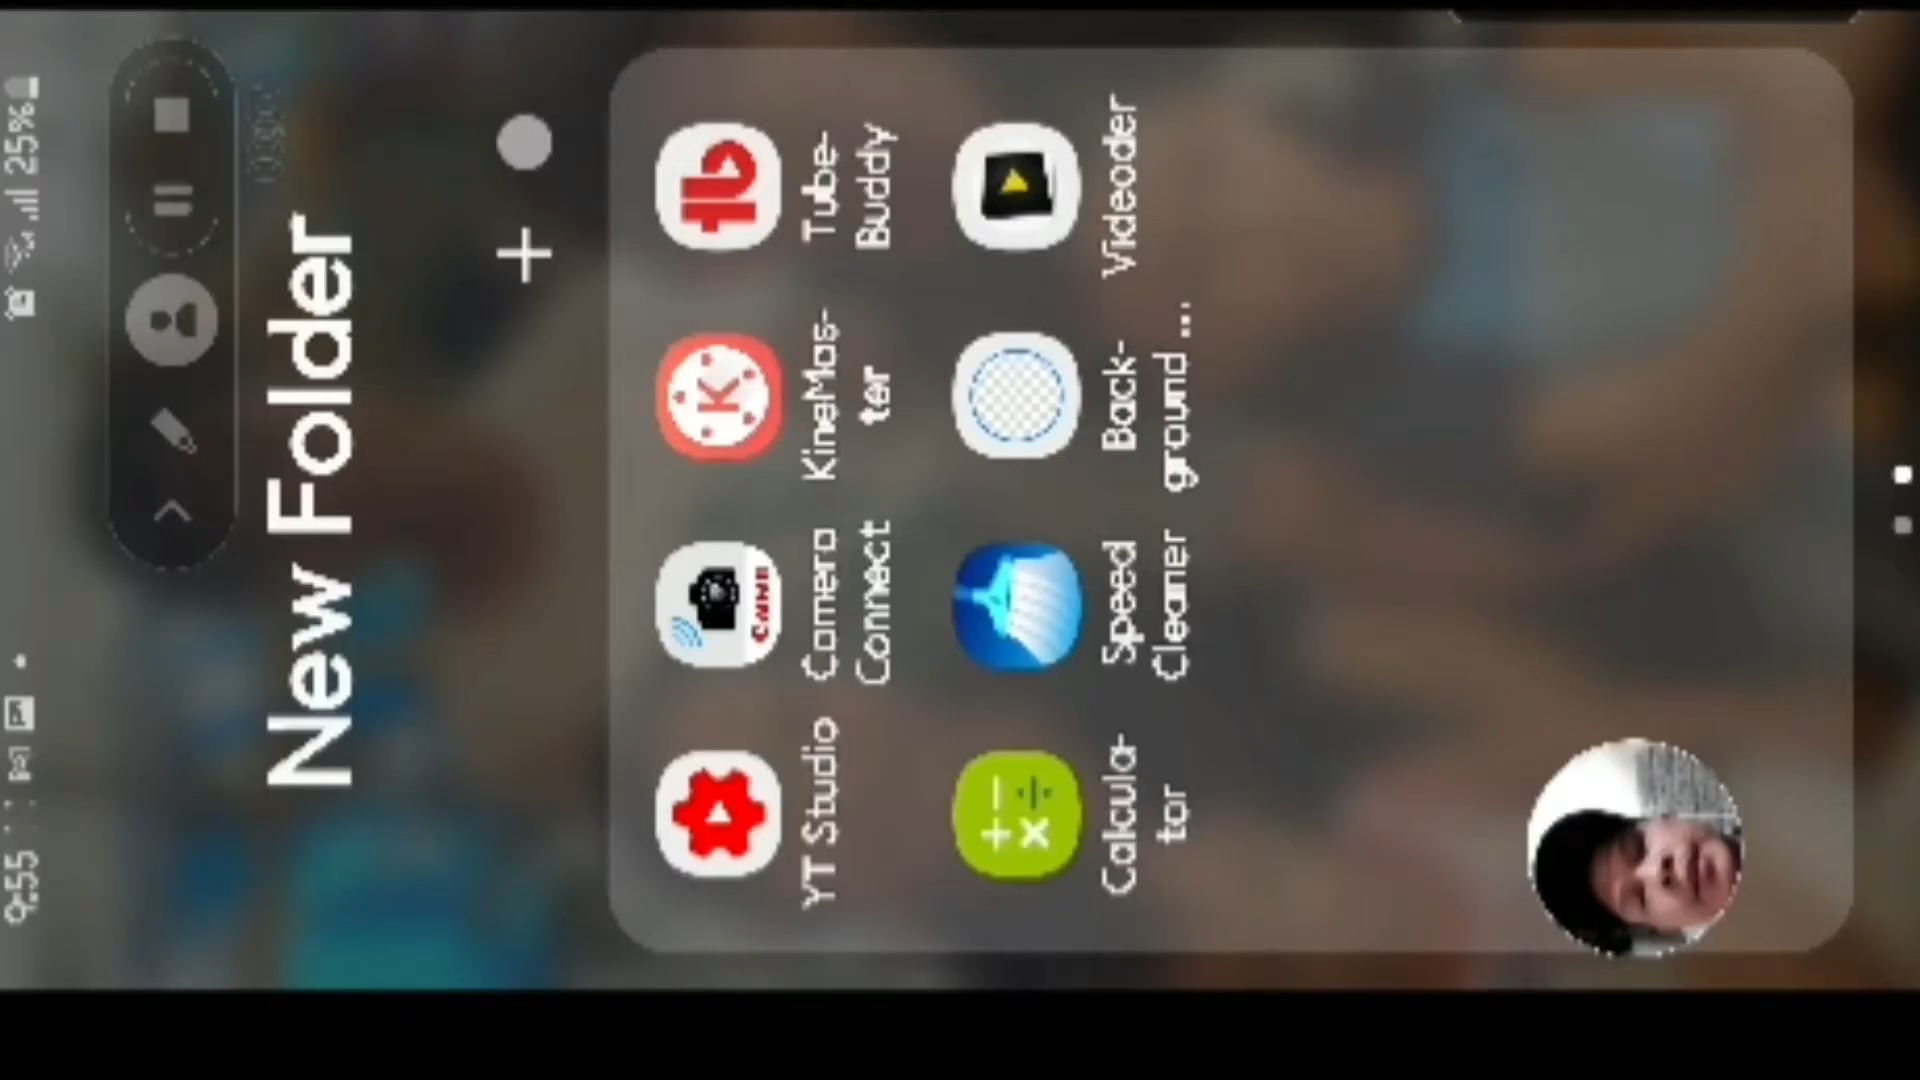 9:55
25%
New Folder
YT Studio
Camera
Connect
Canon
KineMas-
ter
K
Tube-
Buddy
Calcula-
tor
Speed
Cleaner
Back-
ground ...
Videoder